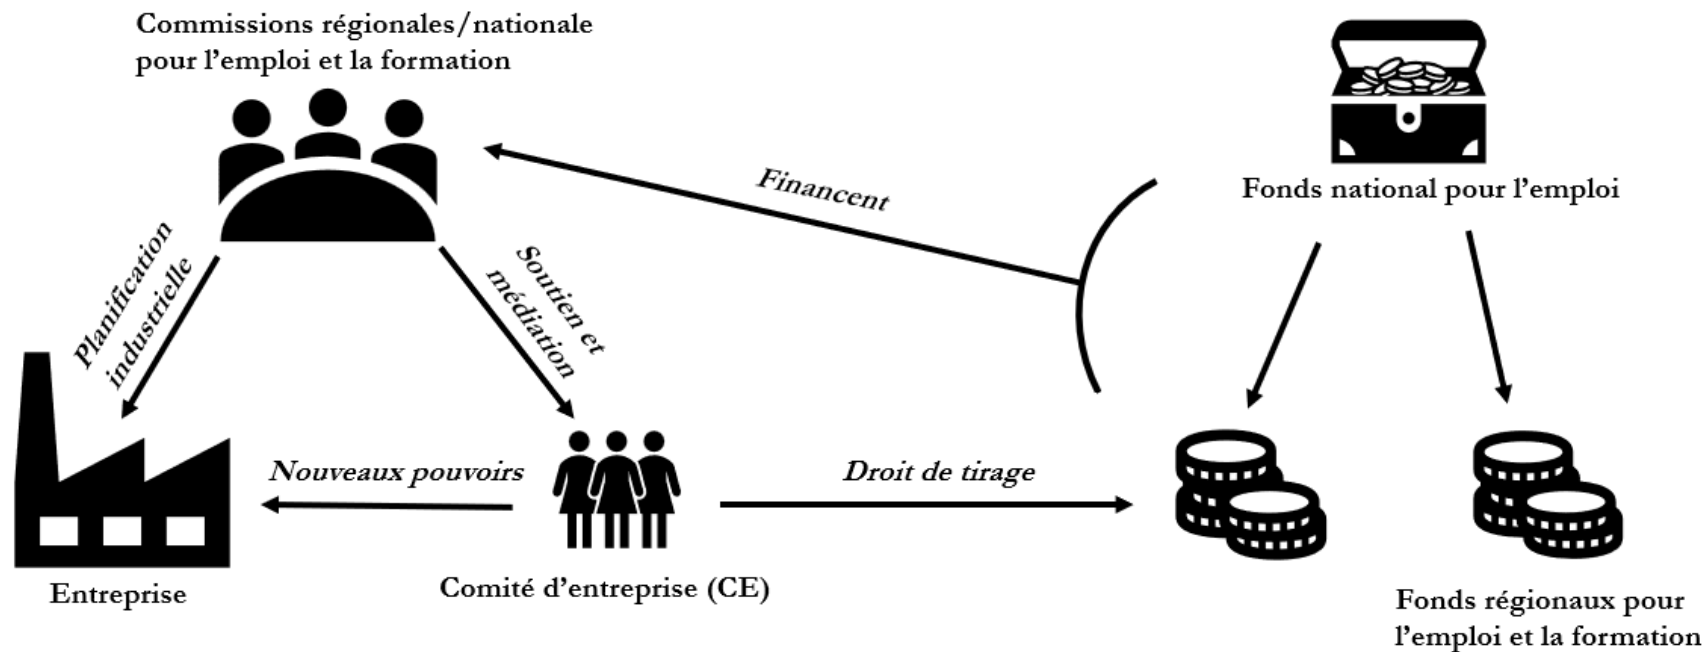 Commissions régionales/nationale
pour l'emploi et la formation
Financent
Fonds national pour l'emploi
Planification
industrielle
Soutien et
médiation
Nouveaux pouvoirs
Droit de tirage
Entreprise
Comité d'entreprise (CE)
Fonds régionaux pour
l'emploi et la formation